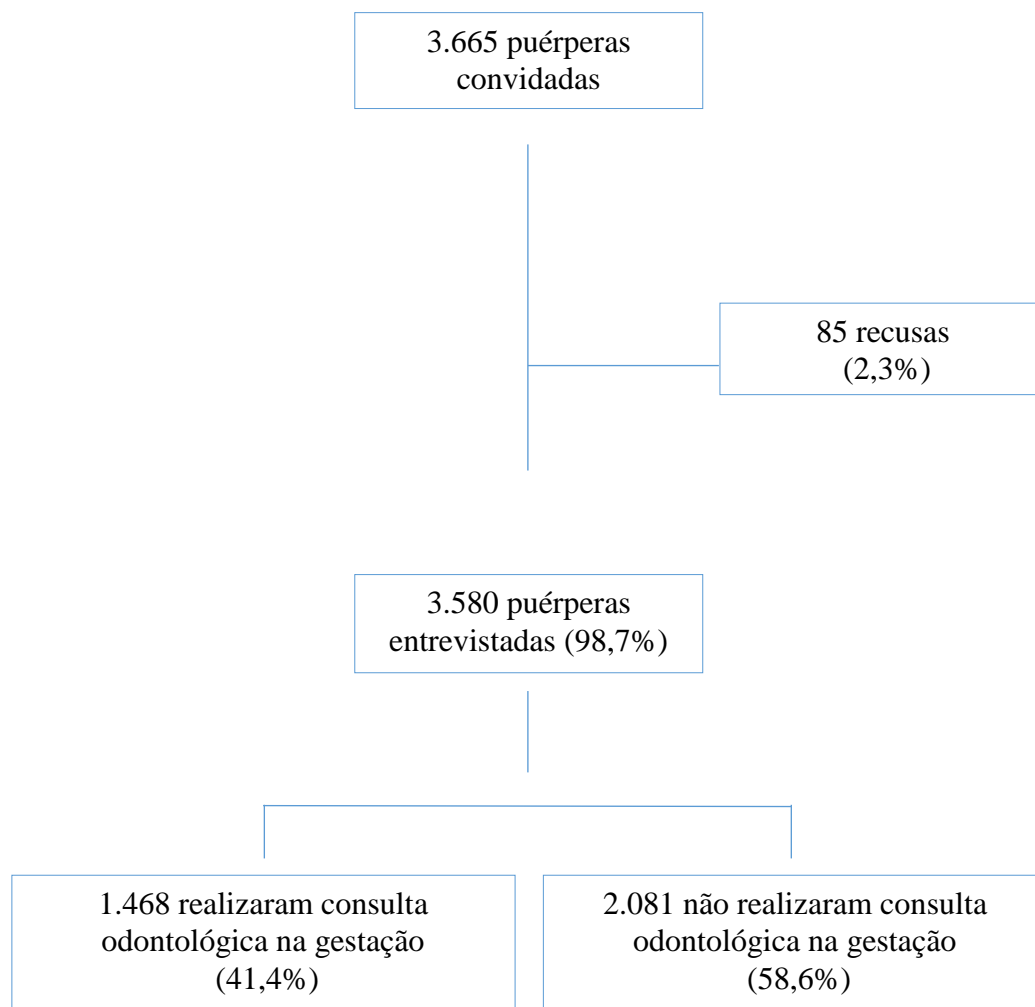 3.665 puérperas
convidadas
85 recusas
(2,3%)
3.580 puérperas
entrevistadas (98,7%)
1.468 realizaram consulta
odontológica na gestação
(41,4%)
2.081 não realizaram consulta
odontológica na gestação
(58,6%)